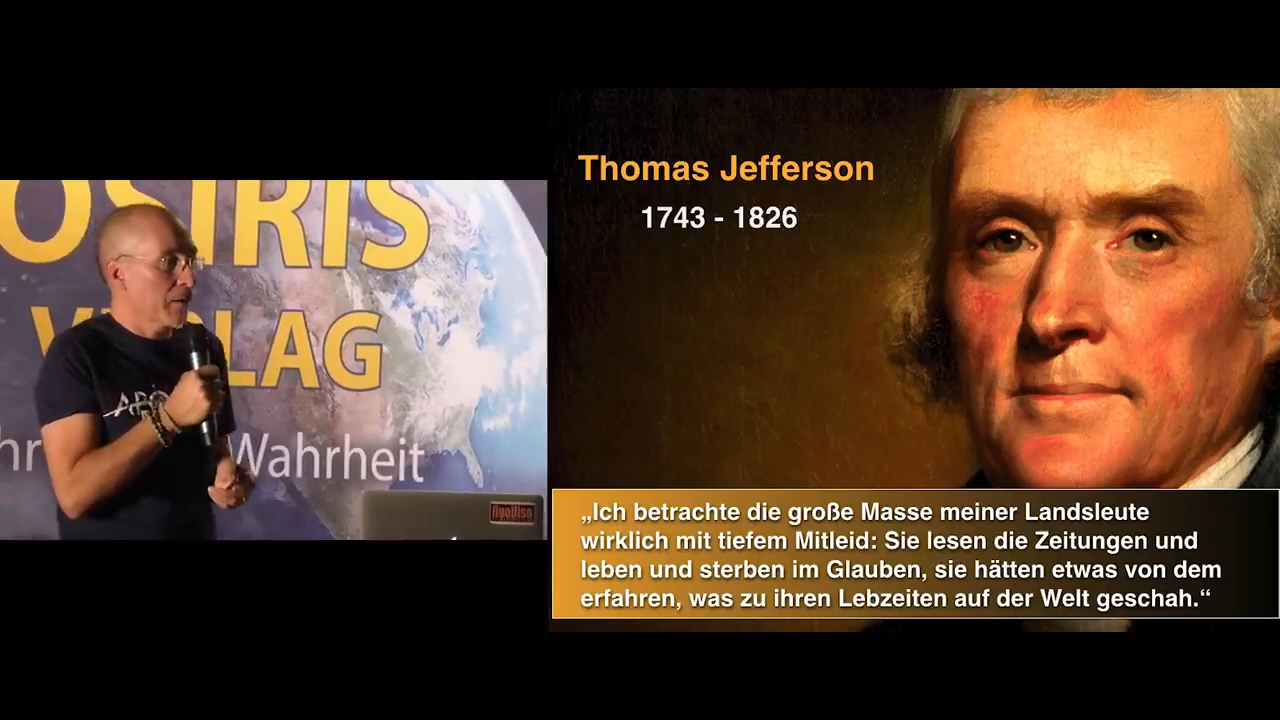 OSIRIS
LAG
Wahrheit
NuoViso
Thomas Jefferson
1743 - 1826
„Ich betrachte die große Masse meiner Landsleute
wirklich mit tiefem Mitleid: Sie lesen die Zeitungen und
leben und sterben im Glauben, sie hätten etwas von dem
erfahren, was zu ihren Lebzeiten auf der Welt geschah.“